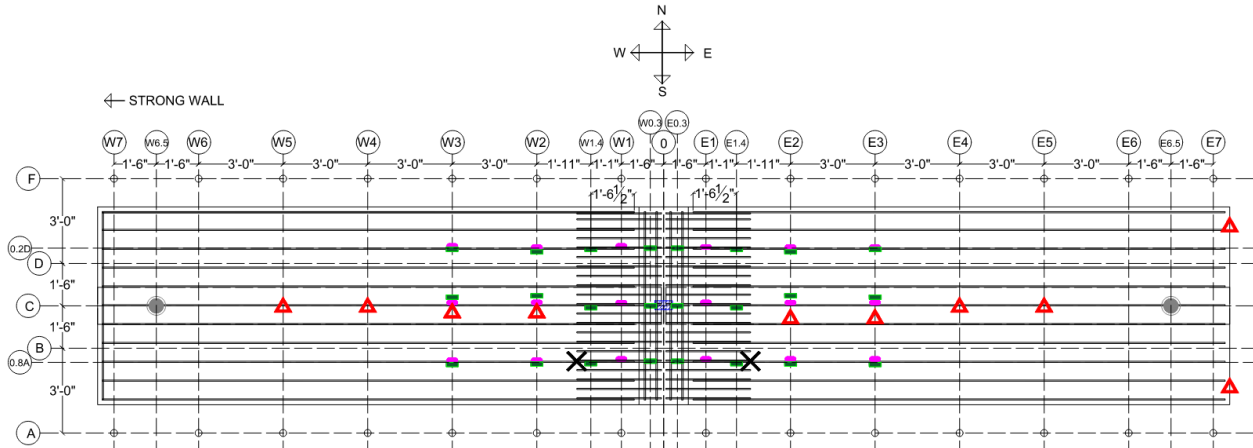 N
W E
S
STRONG WALL
W0.3 E0.3
W7 W6.5 W6 W5 W4 W3 W2 W1.4 W1 0 E1 E1.4 E2 E3 E4 E5 E6 E6.5 E7
1'-6" 1'-6" 3'-0" 3'-0" 3'-0" 3'-0" 1'-11" 1'-1" 1'-6" 1'-6" 1'-1" 1'-11" 3'-0" 3'-0" 3'-0" 3'-0" 1'-6" 1'-6"
F
1'-6½" 1'-6½"
3'-0"
0.2D
D
1'-6"
C
1'-6"
B
0.8A
3'-0"
A